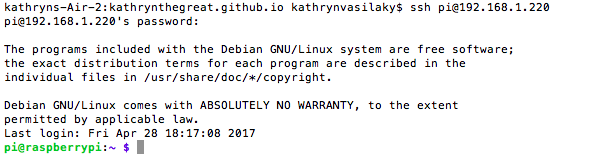 kathryns-Air-2:kathrynthegreat.github.io kathrynvasilaky$ ssh pi@192.168.1.220
pi@192.168.1.220's password:
The programs included with the Debian GNU/Linux system are free software;
the exact distribution terms for each program are described in the
individual files in /usr/share/doc/*/copyright.
Debian GNU/Linux comes with ABSOLUTELY NO WARRANTY, to the extent
permitted by applicable law.
Last login: Fri Apr 28 18:17:08 2017
pi@raspberrypi:~ $